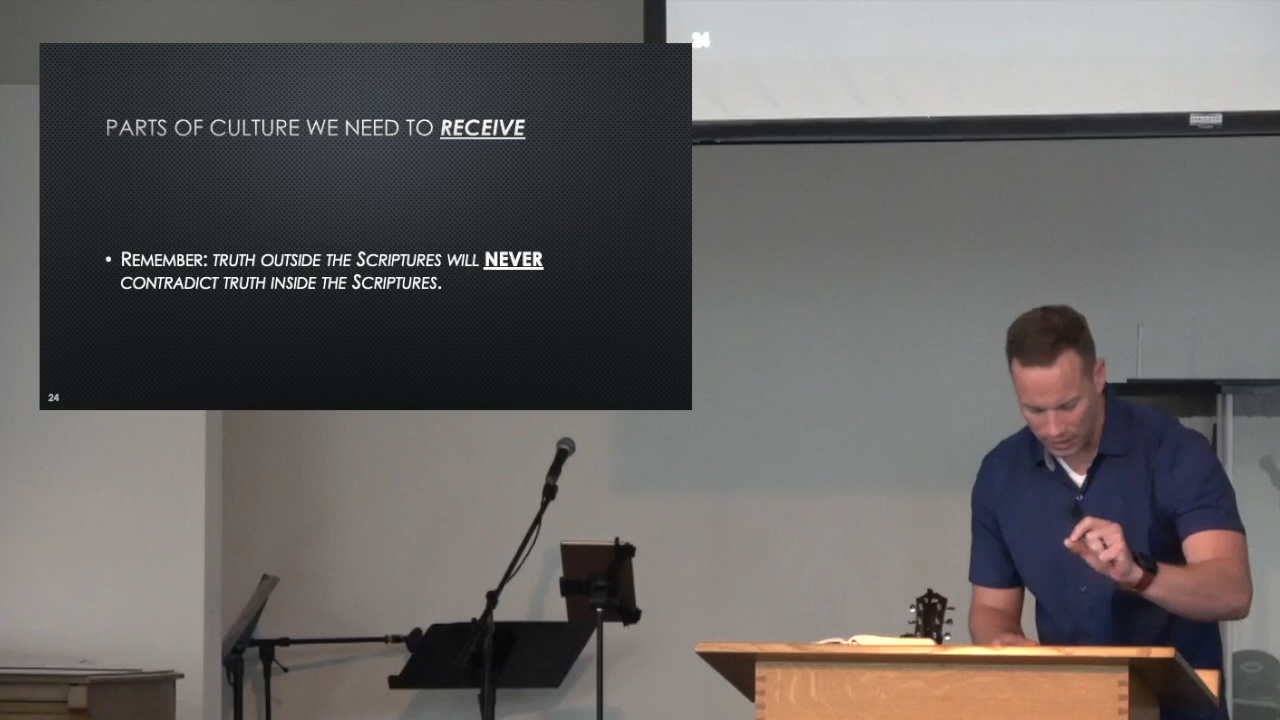 24
PARTS OF CULTURE WE NEED TO RECEIVE
• REMEMBER: TRUTH OUTSIDE THE SCRIPTURES WILL NEVER
CONTRADICT TRUTH INSIDE THE SCRIPTURES.
24